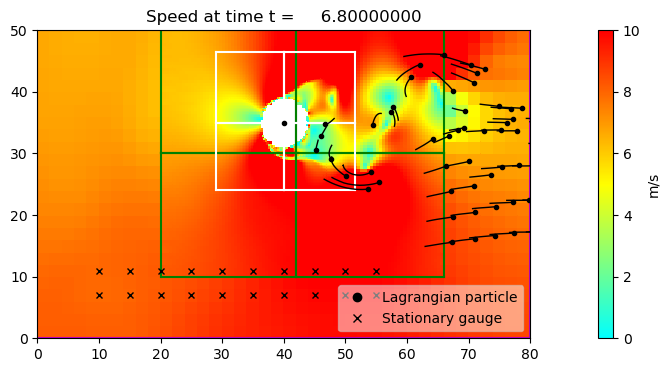 Speed at time t =     6.80000000
50
40
30
20
10
0
0 10 20 30 40 50 60 70 80
Lagrangian particle
Stationary gauge
10
8
6
4
2
0
m/s